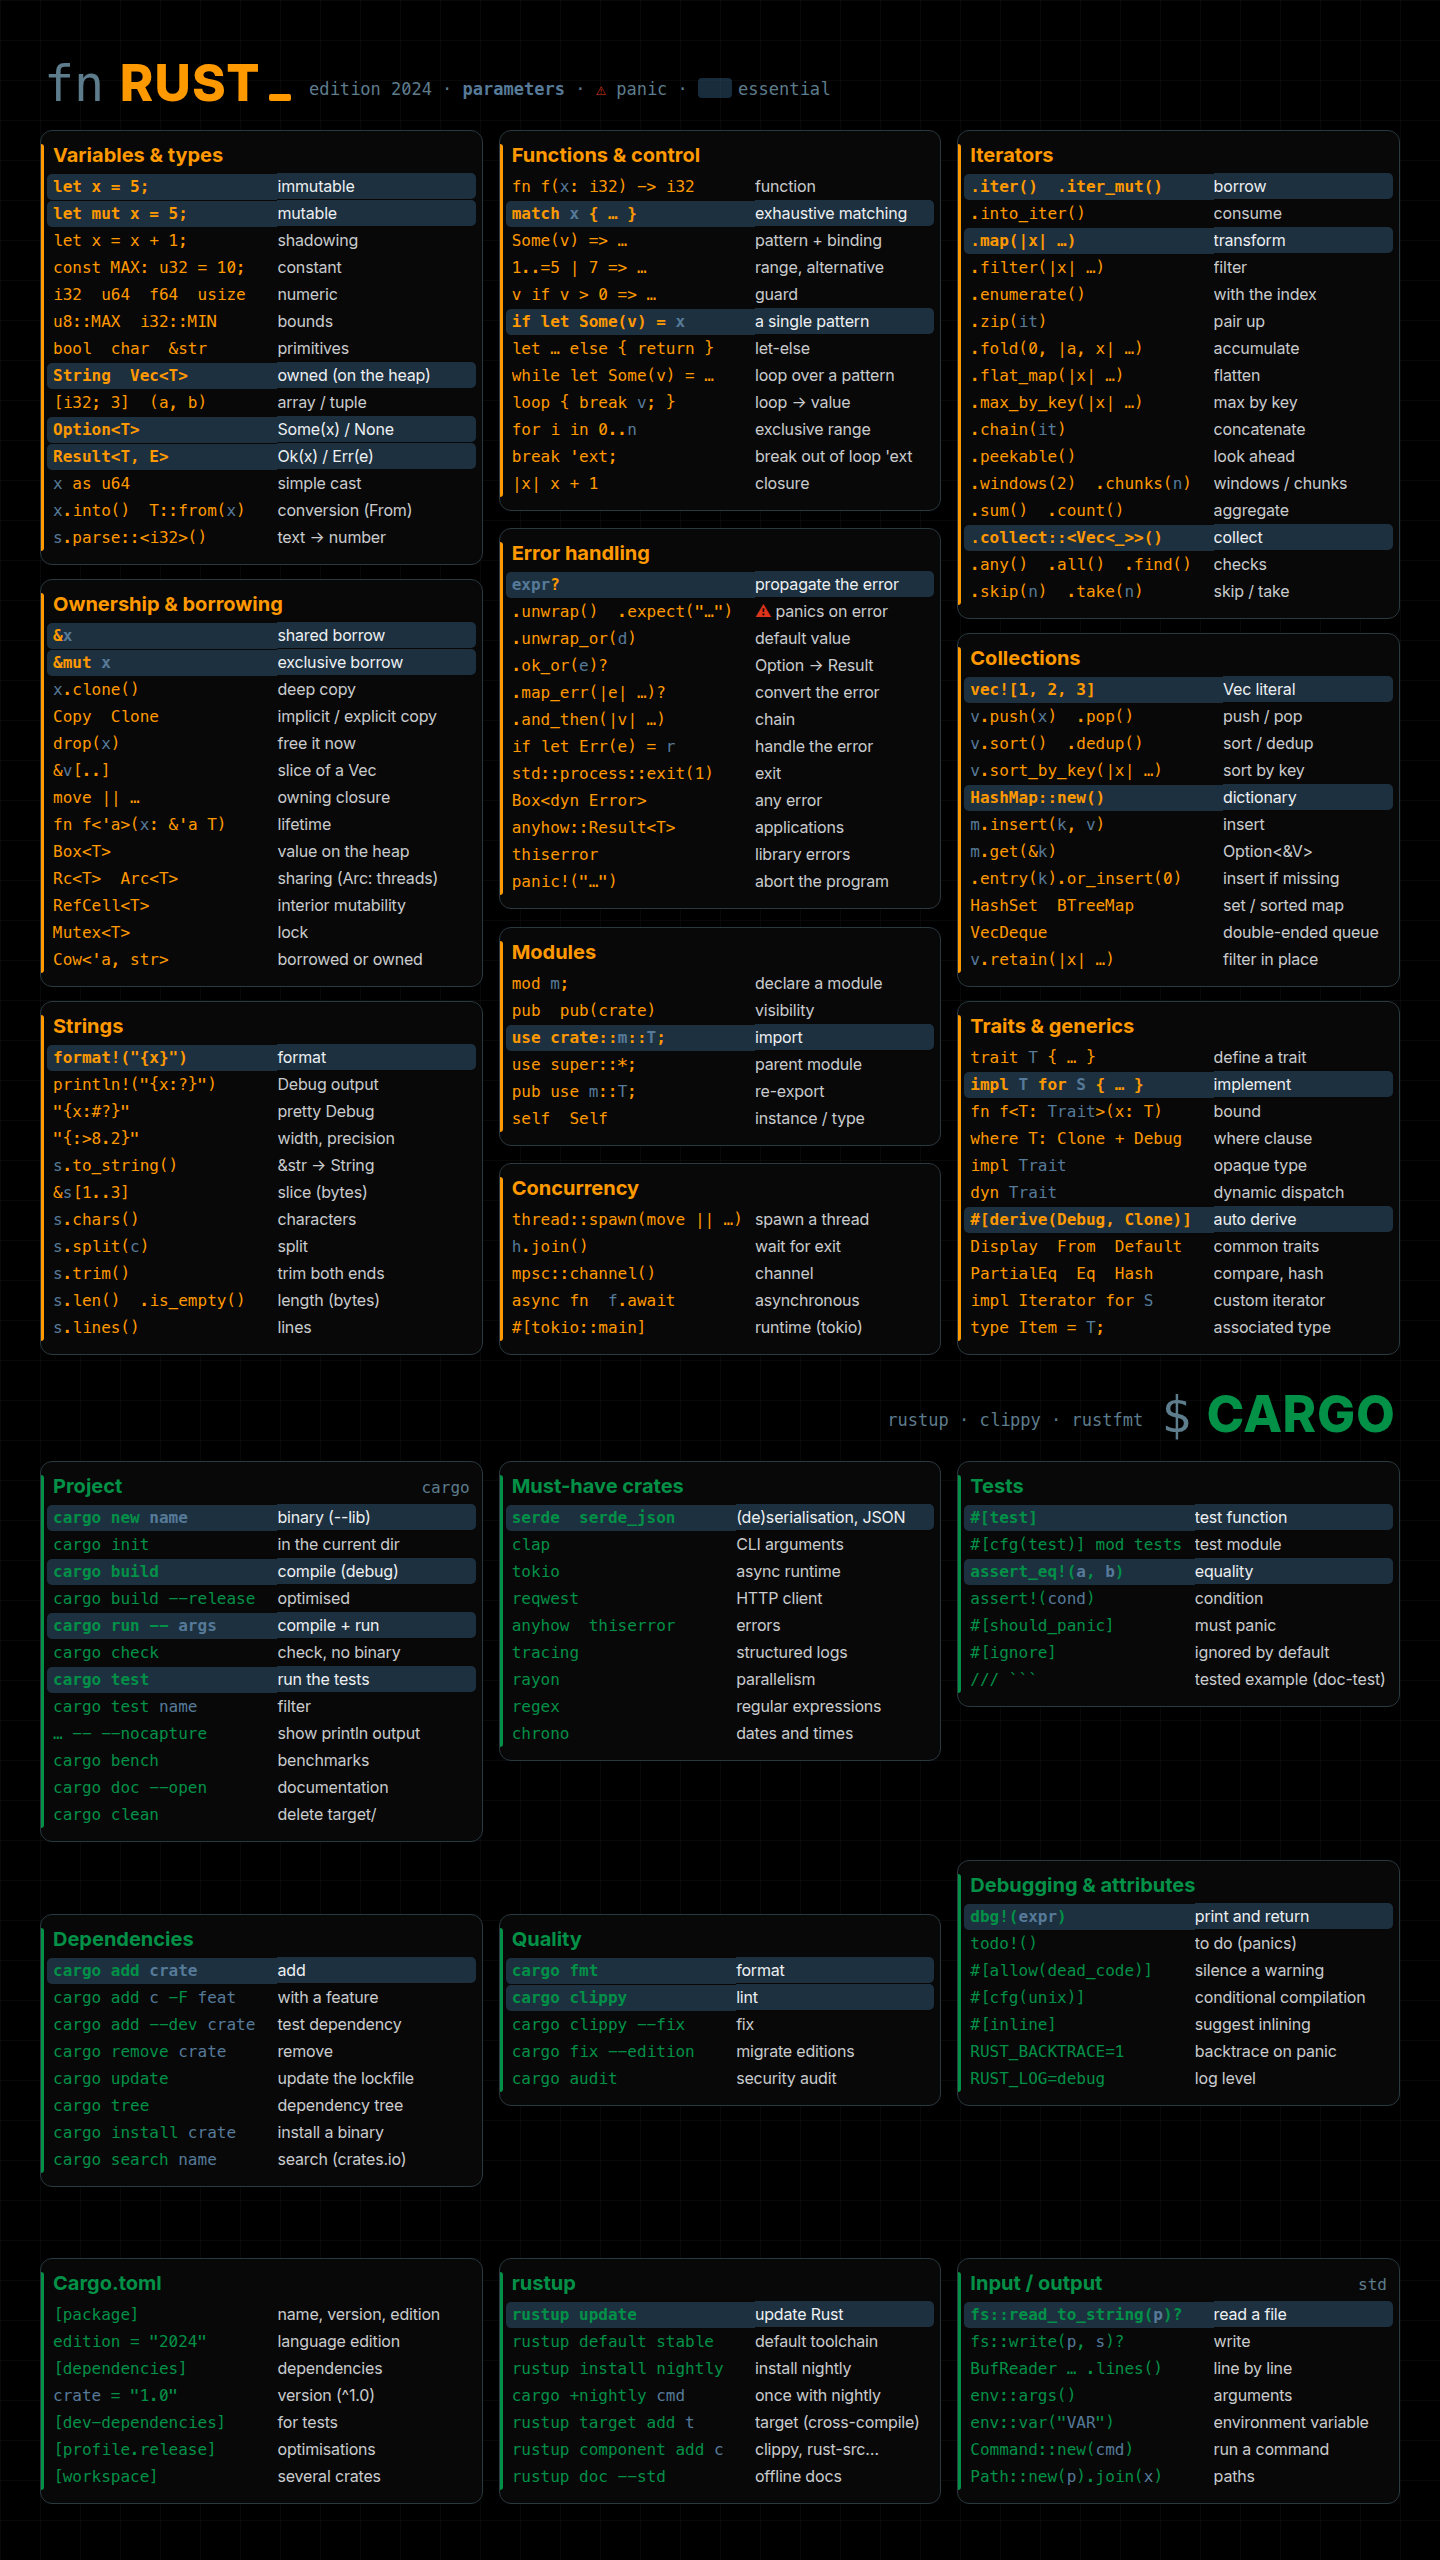 fn RUST_ edition 2024 · parameters · ⚠ panic · essential
Variables & types
let x = 5; immutable
let mut x = 5; mutable
let x = x + 1; shadowing
const MAX: u32 = 10; constant
i32 u64 f64 usize numeric
u8::MAX i32::MIN bounds
bool char &str primitives
String Vec<T> owned (on the heap)
[i32; 3] (a, b) array / tuple
Option<T> Some(x) / None
Result<T, E> Ok(x) / Err(e)
x as u64 simple cast
x.into() T::from(x) conversion (From)
s.parse::<i32>() text → number
Ownership & borrowing
&x shared borrow
&mut x exclusive borrow
x.clone() deep copy
Copy Clone implicit / explicit copy
drop(x) free it now
&v[..] slice of a Vec
move || … owning closure
fn f<'a>(x: &'a T) lifetime
Box<T> value on the heap
Rc<T> Arc<T> sharing (Arc: threads)
RefCell<T> interior mutability
Mutex<T> lock
Cow<'a, str> borrowed or owned
Strings
format!("{x}") format
println!("{x:?}") Debug output
"{x:#?}" pretty Debug
"{:>8.2}" width, precision
s.to_string() &str → String
&s[1..3] slice (bytes)
s.chars() characters
s.split(c) split
s.trim() trim both ends
s.len() .is_empty() length (bytes)
s.lines() lines
Functions & control
fn f(x: i32) -> i32 function
match x { … } exhaustive matching
Some(v) => … pattern + binding
1..=5 | 7 => … range, alternative
v if v > 0 => … guard
if let Some(v) = x a single pattern
let … else { return } let-else
while let Some(v) = … loop over a pattern
loop { break v; } loop → value
for i in 0..n exclusive range
break 'ext; break out of loop 'ext
|x| x + 1 closure
Error handling
expr? propagate the error
.unwrap() .expect("…") ⚠ panics on error
.unwrap_or(d) default value
.ok_or(e)? Option → Result
.map_err(|e| …)? convert the error
.and_then(|v| …) chain
if let Err(e) = r handle the error
std::process::exit(1) exit
Box<dyn Error> any error
anyhow::Result<T> applications
thiserror library errors
panic!("…") abort the program
Modules
mod m; declare a module
pub pub(crate) visibility
use crate::m::T; import
use super::*; parent module
pub use m::T; re-export
self Self instance / type
Concurrency
thread::spawn(move || …) spawn a thread
h.join() wait for exit
mpsc::channel() channel
async fn f.await asynchronous
#[tokio::main] runtime (tokio)
Iterators
.iter() .iter_mut() borrow
.into_iter() consume
.map(|x| …) transform
.filter(|x| …) filter
.enumerate() with the index
.zip(it) pair up
.fold(0, |a, x| …) accumulate
.flat_map(|x| …) flatten
.max_by_key(|x| …) max by key
.chain(it) concatenate
.peekable() look ahead
.windows(2) .chunks(n) windows / chunks
.sum() .count() aggregate
.collect::<Vec<_>>() collect
.any() .all() .find() checks
.skip(n) .take(n) skip / take
Collections
vec![1, 2, 3] Vec literal
v.push(x) .pop() push / pop
v.sort() .dedup() sort / dedup
v.sort_by_key(|x| …) sort by key
HashMap::new() dictionary
m.insert(k, v) insert
m.get(&k) Option<&V>
.entry(k).or_insert(0) insert if missing
HashSet BTreeMap set / sorted map
VecDeque double-ended queue
v.retain(|x| …) filter in place
Traits & generics
trait T { … } define a trait
impl T for S { … } implement
fn f<T: Trait>(x: T) bound
where T: Clone + Debug where clause
impl Trait opaque type
dyn Trait dynamic dispatch
#[derive(Debug, Clone)] auto derive
Display From Default common traits
PartialEq Eq Hash compare, hash
impl Iterator for S custom iterator
type Item = T; associated type
rustup · clippy · rustfmt $ CARGO
Project cargo
cargo new name binary (--lib)
cargo init in the current dir
cargo build compile (debug)
cargo build --release optimised
cargo run -- args compile + run
cargo check check, no binary
cargo test run the tests
cargo test name filter
… -- --nocapture show println output
cargo bench benchmarks
cargo doc --open documentation
cargo clean delete target/
Must-have crates
serde serde_json (de)serialisation, JSON
clap CLI arguments
tokio async runtime
reqwest HTTP client
anyhow thiserror errors
tracing structured logs
rayon parallelism
regex regular expressions
chrono dates and times
Tests
#[test] test function
#[cfg(test)] mod tests test module
assert_eq!(a, b) equality
assert!(cond) condition
#[should_panic] must panic
#[ignore] ignored by default
/// ``` tested example (doc-test)
Dependencies
cargo add crate add
cargo add c -F feat with a feature
cargo add --dev crate test dependency
cargo remove crate remove
cargo update update the lockfile
cargo tree dependency tree
cargo install crate install a binary
cargo search name search (crates.io)
Quality
cargo fmt format
cargo clippy lint
cargo clippy --fix fix
cargo fix --edition migrate editions
cargo audit security audit
Debugging & attributes
dbg!(expr) print and return
todo!() to do (panics)
#[allow(dead_code)] silence a warning
#[cfg(unix)] conditional compilation
#[inline] suggest inlining
RUST_BACKTRACE=1 backtrace on panic
RUST_LOG=debug log level
Cargo.toml
[package] name, version, edition
edition = "2024" language edition
[dependencies] dependencies
crate = "1.0" version (^1.0)
[dev-dependencies] for tests
[profile.release] optimisations
[workspace] several crates
rustup
rustup update update Rust
rustup default stable default toolchain
rustup install nightly install nightly
cargo +nightly cmd once with nightly
rustup target add t target (cross-compile)
rustup component add c clippy, rust-src…
rustup doc --std offline docs
Input / output std
fs::read_to_string(p)? read a file
fs::write(p, s)? write
BufReader … .lines() line by line
env::args() arguments
env::var("VAR") environment variable
Command::new(cmd) run a command
Path::new(p).join(x) paths